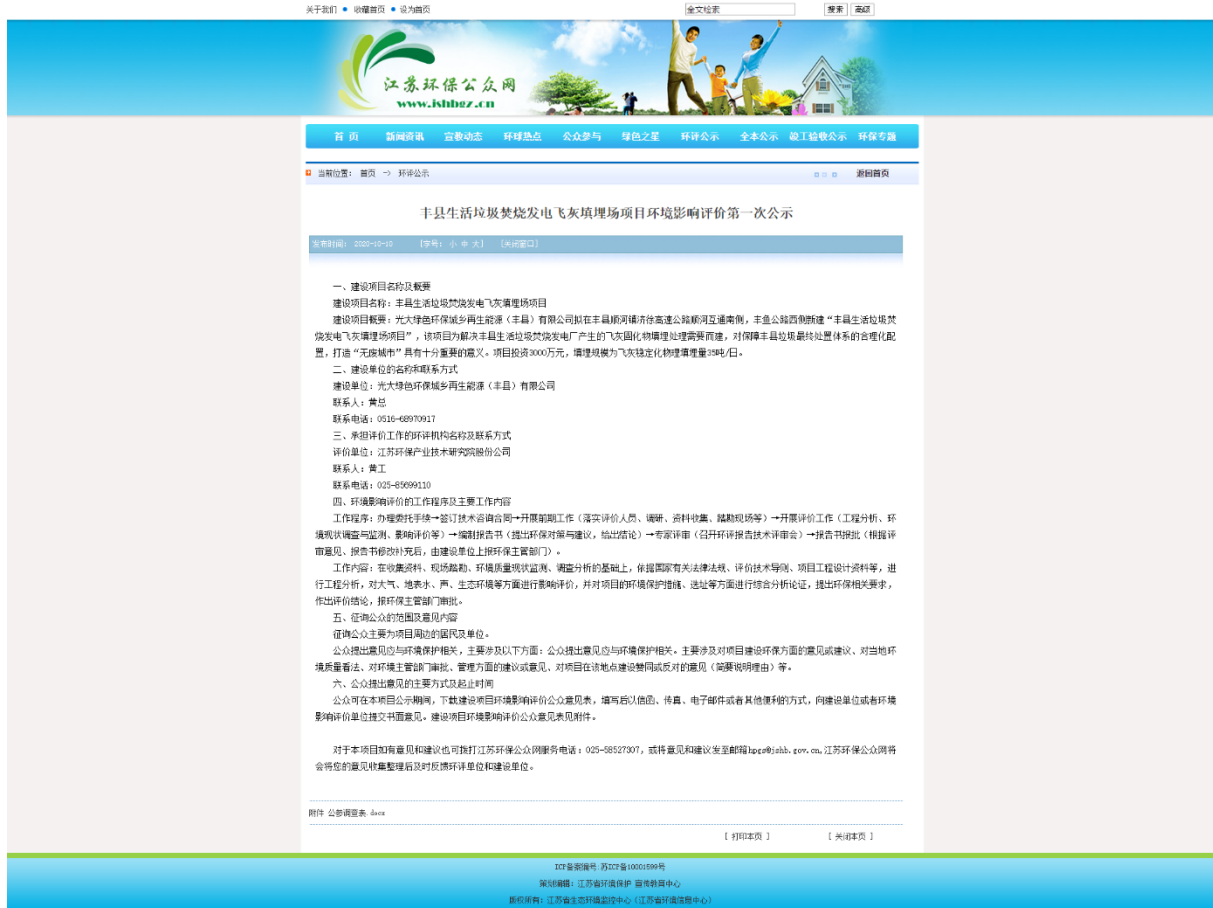 关于我们 ● 收藏首页 ● 设为首页 全文检索 搜索 高级
江苏环保公众网
www.jshbgz.cn
首 页 新闻资讯 宣教动态 环球热点 公众参与 绿色之星 环评公示 全本公示 竣工验收公示 环保专题
当前位置: 首页 -> 环评公示 返回首页
丰县生活垃圾焚烧发电飞灰填埋场项目环境影响评价第一次公示
发布时间: 2020-10-10 [字号: 小 中 大] [关闭窗口]
一、建设项目名称及概要
建设项目名称：丰县生活垃圾焚烧发电飞灰填埋场项目
建设项目概要：光大绿色环保城乡再生能源（丰县）有限公司拟在丰县顺河镇济徐高速公路顺河互通南侧，丰鱼公路西侧新建“丰县生活垃圾焚
烧发电飞灰填埋场项目”，该项目为解决丰县生活垃圾焚烧发电厂产生的飞灰固化物填埋处理需要而建，对保障丰县垃圾最终处置体系的合理化配
置，打造“无废城市”具有十分重要的意义。项目投资3000万元，填埋规模为飞灰稳定化物理填埋量35吨/日。
二、建设单位的名称和联系方式
建设单位：光大绿色环保城乡再生能源（丰县）有限公司
联系人：黄总
联系电话：0516-68970917
三、承担评价工作的环评机构名称及联系方式
评价单位：江苏环保产业技术研究院股份公司
联系人：黄工
联系电话：025-85699110
四、环境影响评价的工作程序及主要工作内容
工作程序：办理委托手续→签订技术咨询合同→开展前期工作（落实评价人员、调研、资料收集、踏勘现场等）→开展评价工作（工程分析、环
境现状调查与监测、影响评价等）→编制报告书（提出环保对策与建议，给出结论）→专家评审（召开环评报告技术评审会）→报告书报批（根据评
审意见、报告书修改补充后，由建设单位上报环保主管部门）。
工作内容：在收集资料、现场踏勘、环境质量现状监测、调查分析的基础上，依据国家有关法律法规、评价技术导则、项目工程设计资料等，进
行工程分析，对大气、地表水、声、生态环境等方面进行影响评价，并对项目的环境保护措施、选址等方面进行综合分析论证，提出环保相关要求，
作出评价结论，报环保主管部门审批。
五、征询公众的范围及意见内容
征询公众主要为项目周边的居民及单位。
公众提出意见应与环境保护相关，主要涉及以下方面：公众提出意见应与环境保护相关。主要涉及对项目建设环保方面的意见或建议、对当地环
境质量看法、对环境主管部门审批、管理方面的建议或意见、对项目在该地点建设赞同或反对的意见（简要说明理由）等。
六、公众提出意见的主要方式及起止时间
公众可在本项目公示期间，下载建设项目环境影响评价公众意见表，填写后以信函、传真、电子邮件或者其他便利的方式，向建设单位或者环境
影响评价单位提交书面意见。建设项目环境影响评价公众意见表见附件。
对于本项目如有意见和建议也可拨打江苏环保公众网服务电话：025-58527307，或将意见和建议发至邮箱hpgs@jshb.gov.cn,江苏环保公众网将
会将您的意见收集整理后及时反馈环评单位和建设单位。
附件 公参调查表.docx
[ 打印本页 ] [ 关闭本页 ]
ICP备案编号:苏ICP备10001599号
策划编辑: 江苏省环境保护 宣传教育中心
版权所有: 江苏省生态环境监控中心（江苏省环境信息中心）